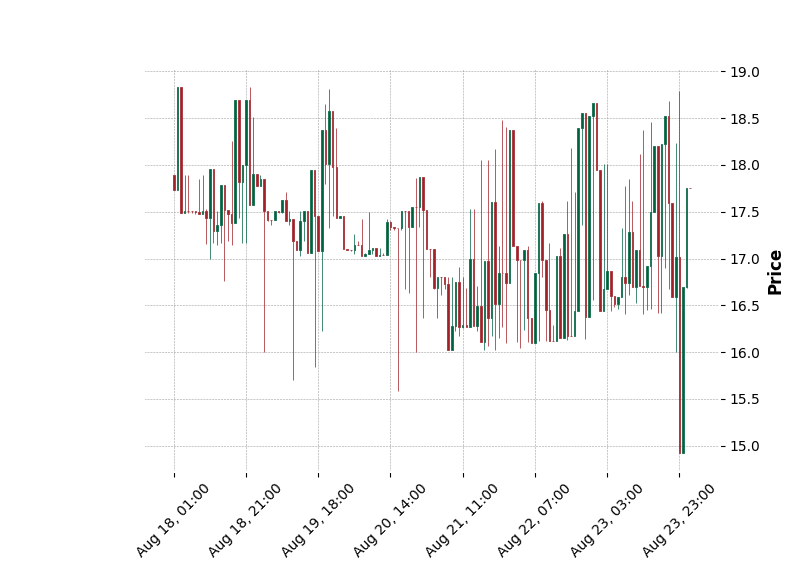 19.0
18.5
18.0
17.5
17.0
16.5
16.0
15.5
15.0
Price
Aug 18, 01:00
Aug 18, 21:00
Aug 19, 18:00
Aug 20, 14:00
Aug 21, 11:00
Aug 22, 07:00
Aug 23, 03:00
Aug 23, 23:00